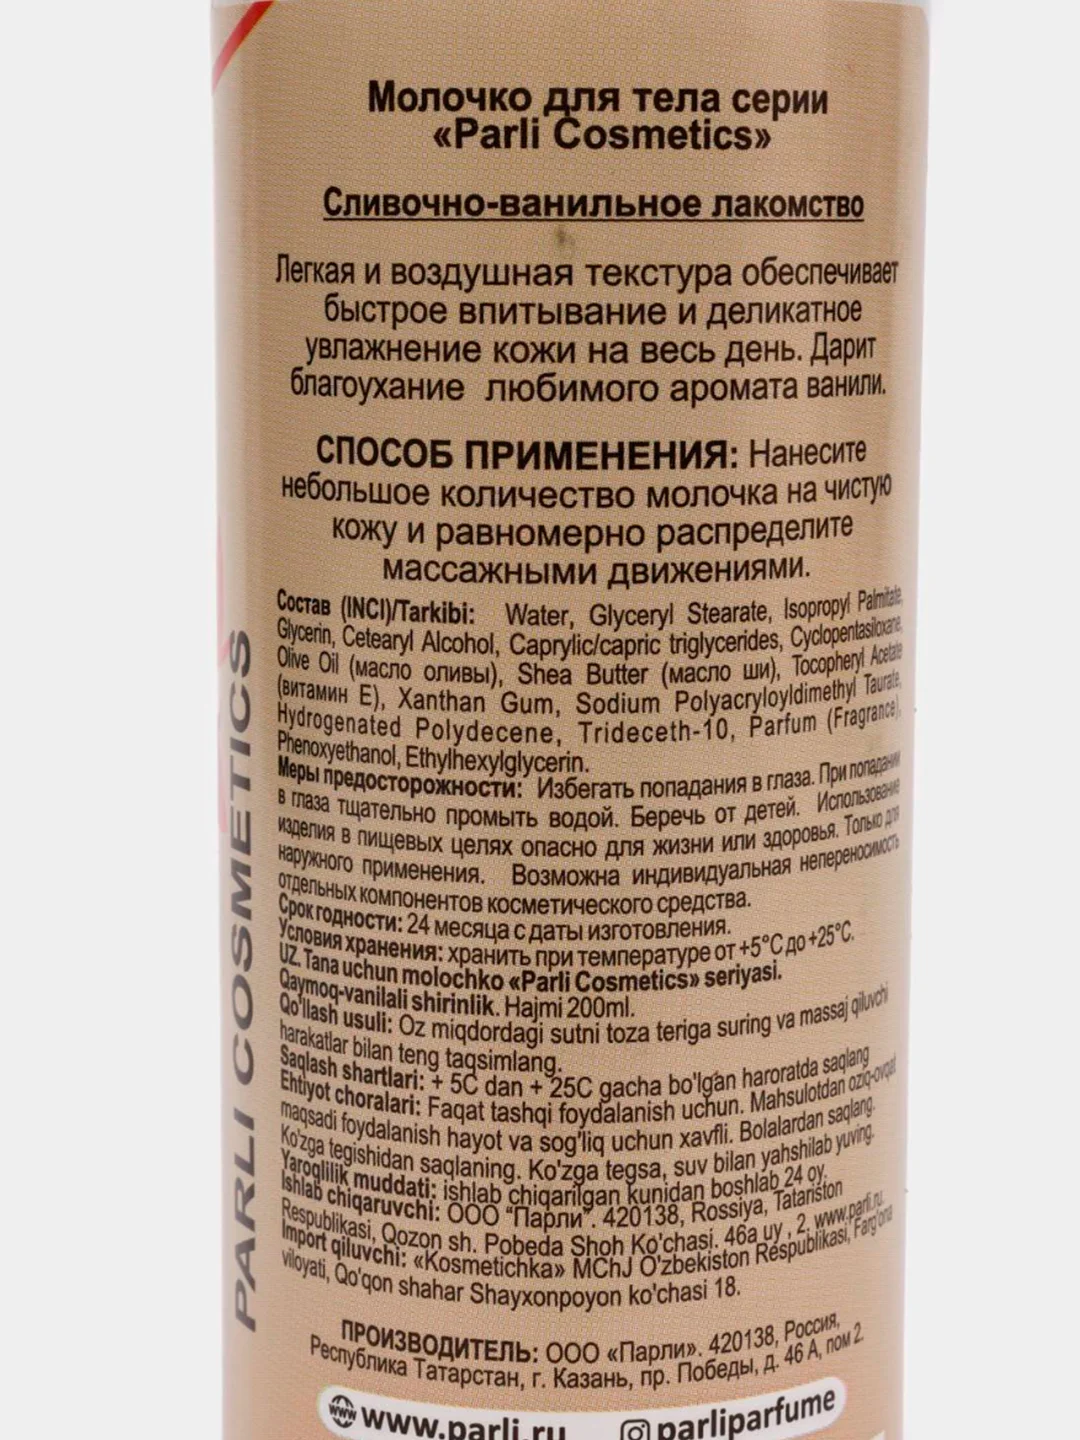 Молочко для тела серии
«Parli Cosmetics»
Сливочно-ванильное лакомство
Легкая и воздушная текстура обеспечивает
быстрое впитывание и деликатное
увлажнение кожи на весь день. Дарит
благоухание любимого аромата ванили.
СПОСОБ ПРИМЕНЕНИЯ: Нанесите
небольшое количество молочка на чистую
кожу и равномерно распределите
массажными движениями.
Состав (INCI)/Tarkibi: Water, Glyceryl Stearate, Isopropyl Palmitate,
Glycerin, Cetearyl Alcohol, Caprylic/capric triglycerides, Cyclopentasiloxane,
Olive Oil (масло оливы), Shea Butter (масло ши), Tocopheryl Acetate
(витамин Е), Xanthan Gum, Sodium Polyacryloyldimethyl Taurate,
Hydrogenated Polydecene, Trideceth-10, Parfum (Fragrance),
Phenoxyethanol, Ethylhexylglycerin.
Меры предосторожности: Избегать попадания в глаза. При попадании
в глаза тщательно промыть водой. Беречь от детей. Использование
изделия в пищевых целях опасно для жизни или здоровья. Только для
наружного применения. Возможна индивидуальная непереносимость
отдельных компонентов косметического средства.
Срок годности: 24 месяца с даты изготовления.
Условия хранения: хранить при температуре от +5°С до +25°С.
UZ. Tana uchun molochko «Parli Cosmetics» seriyasi.
Qaymoq-vanilali shirinlik. Hajmi 200ml.
Qo'llash usuli: Oz miqdordagi sutni toza teriga suring va massaj qiluvchi
harakatlar bilan teng taqsimlang.
Saqlash shartlari: + 5C dan + 25C gacha bo'lgan haroratda saqlang
Ehtiyot choralari: Faqat tashqi foydalanish uchun. Mahsulotdan oziq-ovqat
maqsadi foydalanish hayot va sog'liq uchun xavfli. Bolalardan saqlang.
Ko'zga tegishidan saqlaning. Ko'zga tegsa, suv bilan yahshilab yuving.
Yaroqlilik muddati: ishlab chiqarilgan kunidan boshlab 24 oy.
Ishlab chiqaruvchi: ООО "Парли". 420138, Rossiya, Tatariston
Respublikasi, Qozon sh. Pobeda Shoh Ko'chasi. 46a uy , 2. www.parli.ru.
Import qiluvchi: «Kosmetichka» MChJ O'zbekiston Respublikasi, Farg'ona
viloyati, Qo'qon shahar Shayxonpoyon ko'chasi 18.
ПРОИЗВОДИТЕЛЬ: ООО «Парли». 420138, Россия,
Республика Татарстан, г. Казань, пр. Победы, д. 46 А, пом 2.
www.parli.ru parliparfume
PARLI COSMETICS